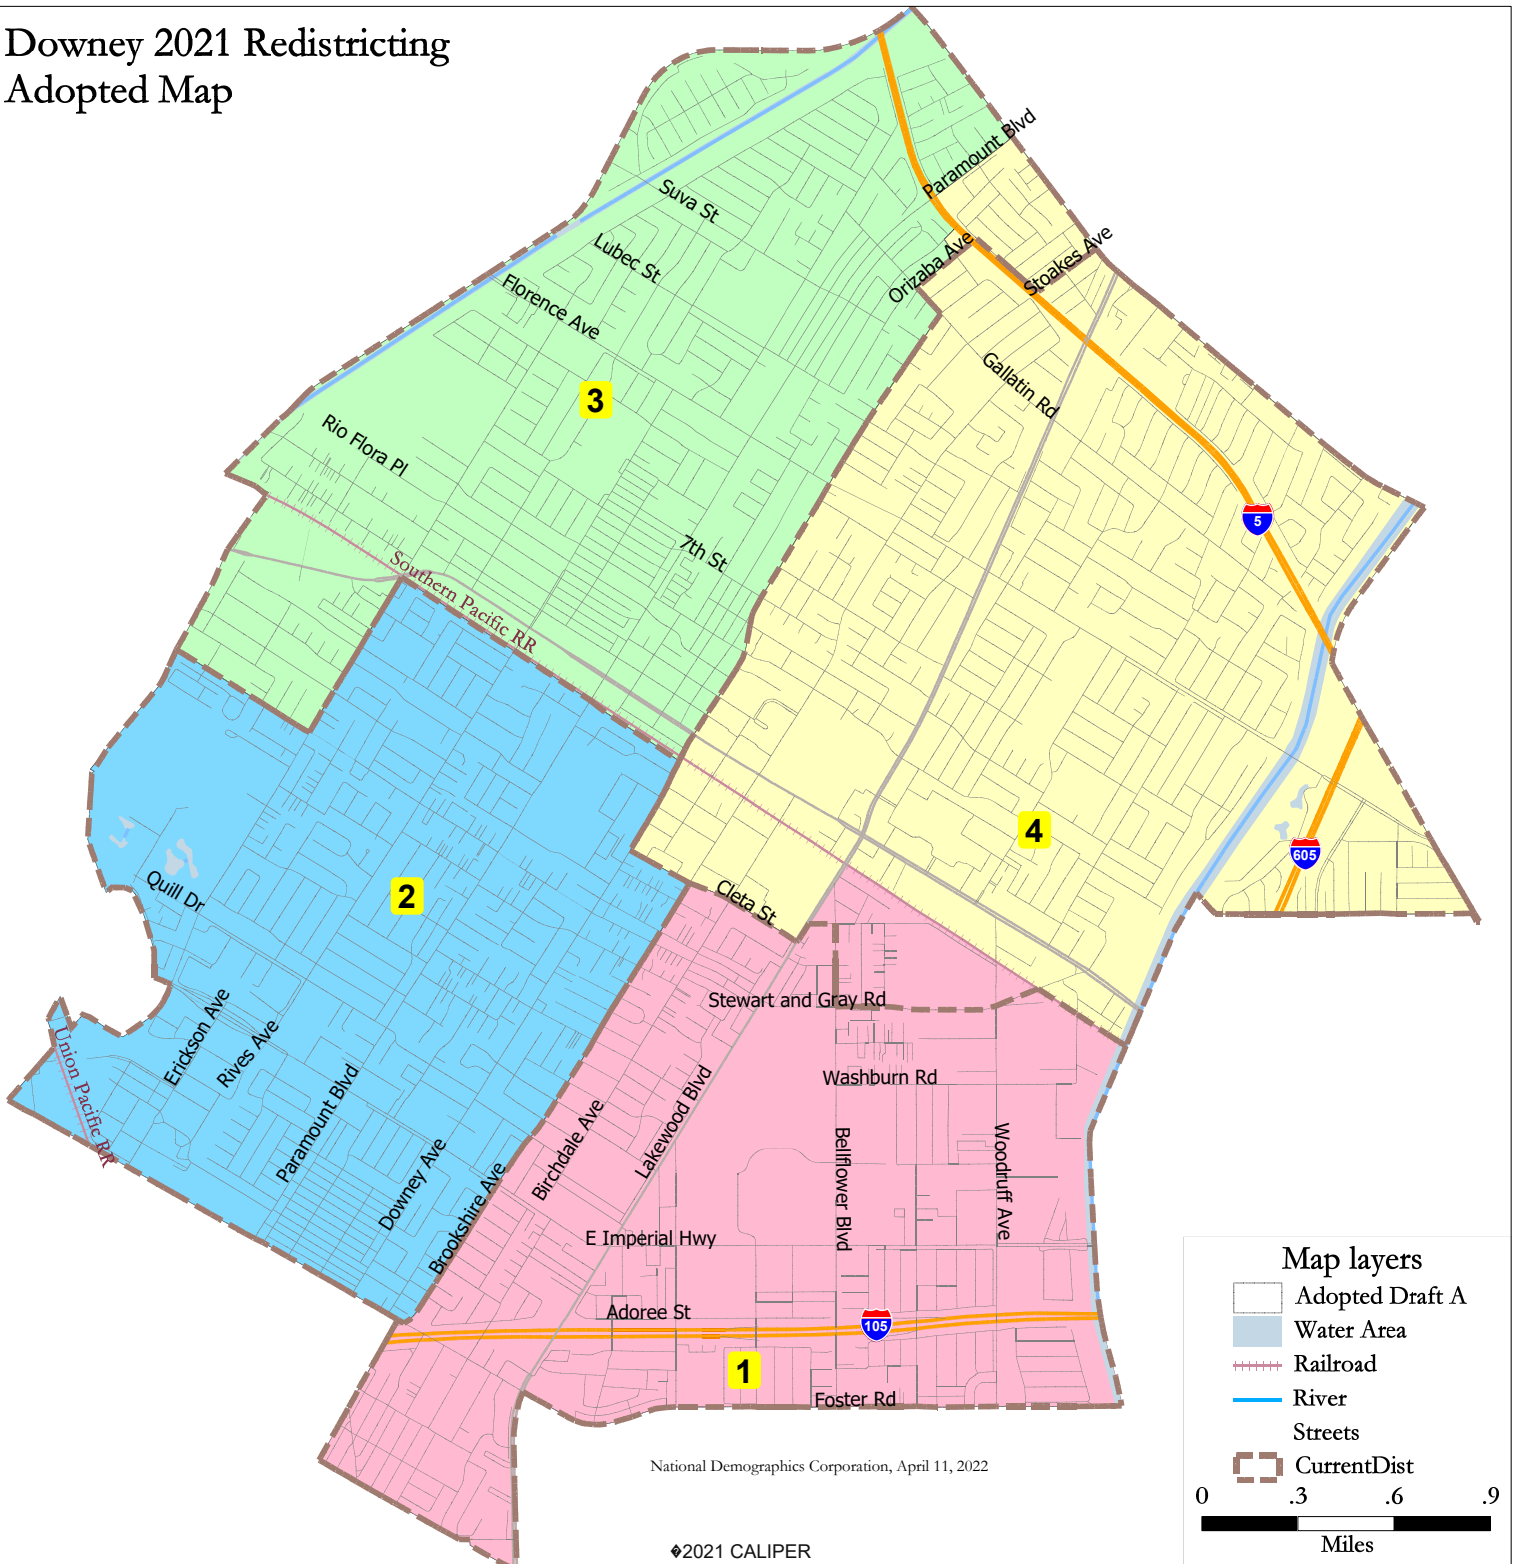 Downey 2021 Redistricting
Adopted Map
Paramount Blvd
Suva St
Lubec St
Orizaba Ave
Stoakes Ave
Florence Ave
Gallatin Rd
3
Rio Flora Pl
5
7th St
Southern Pacific RR
4
605
Quill Dr
2
Cleta St
Stewart and Gray Rd
Erickson Ave
Rives Ave
Union Pacific RR
Paramount Blvd
Washburn Rd
Lakewood Blvd
Birchdale Ave
Bellflower Blvd
Woodruff Ave
Downey Ave
Brookshire Ave
E Imperial Hwy
Adoree St
105
1
Foster Rd
Map layers
Adopted Draft A
Water Area
Railroad
River
Streets
CurrentDist
0 .3 .6 .9
Miles
National Demographics Corporation, April 11, 2022
�2021 CALIPER